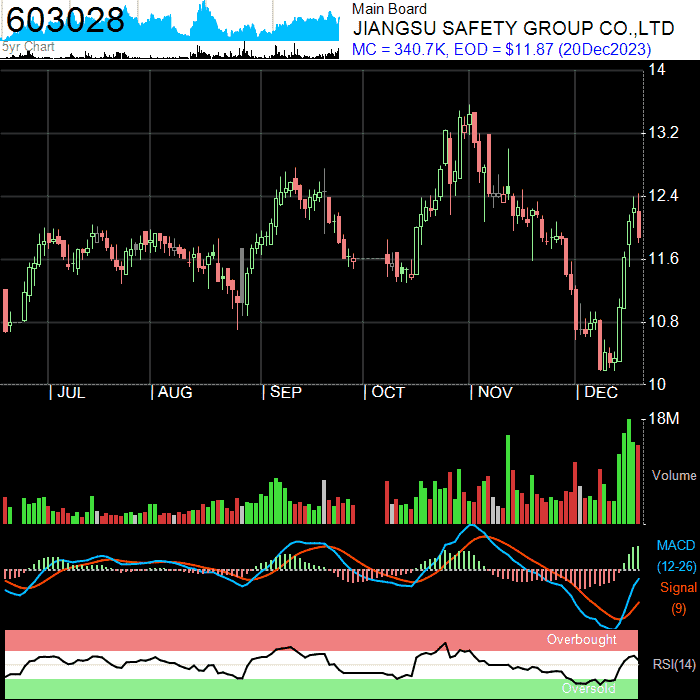 603028
5yr Chart
Main Board
JIANGSU SAFETY GROUP CO.,LTD
MC = 340.7K, EOD = $11.87 (20Dec2023)
14
13.2
12.4
11.6
10.8
10
| JUL | AUG | SEP | OCT | NOV | DEC
18M
Volume
MACD
(12-26)
Signal
(9)
Overbought
RSI(14)
Oversold